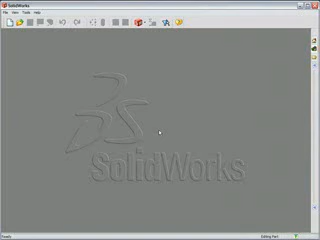 SolidWorks
File View Tools Help
SolidWorks
Ready
Editing Part